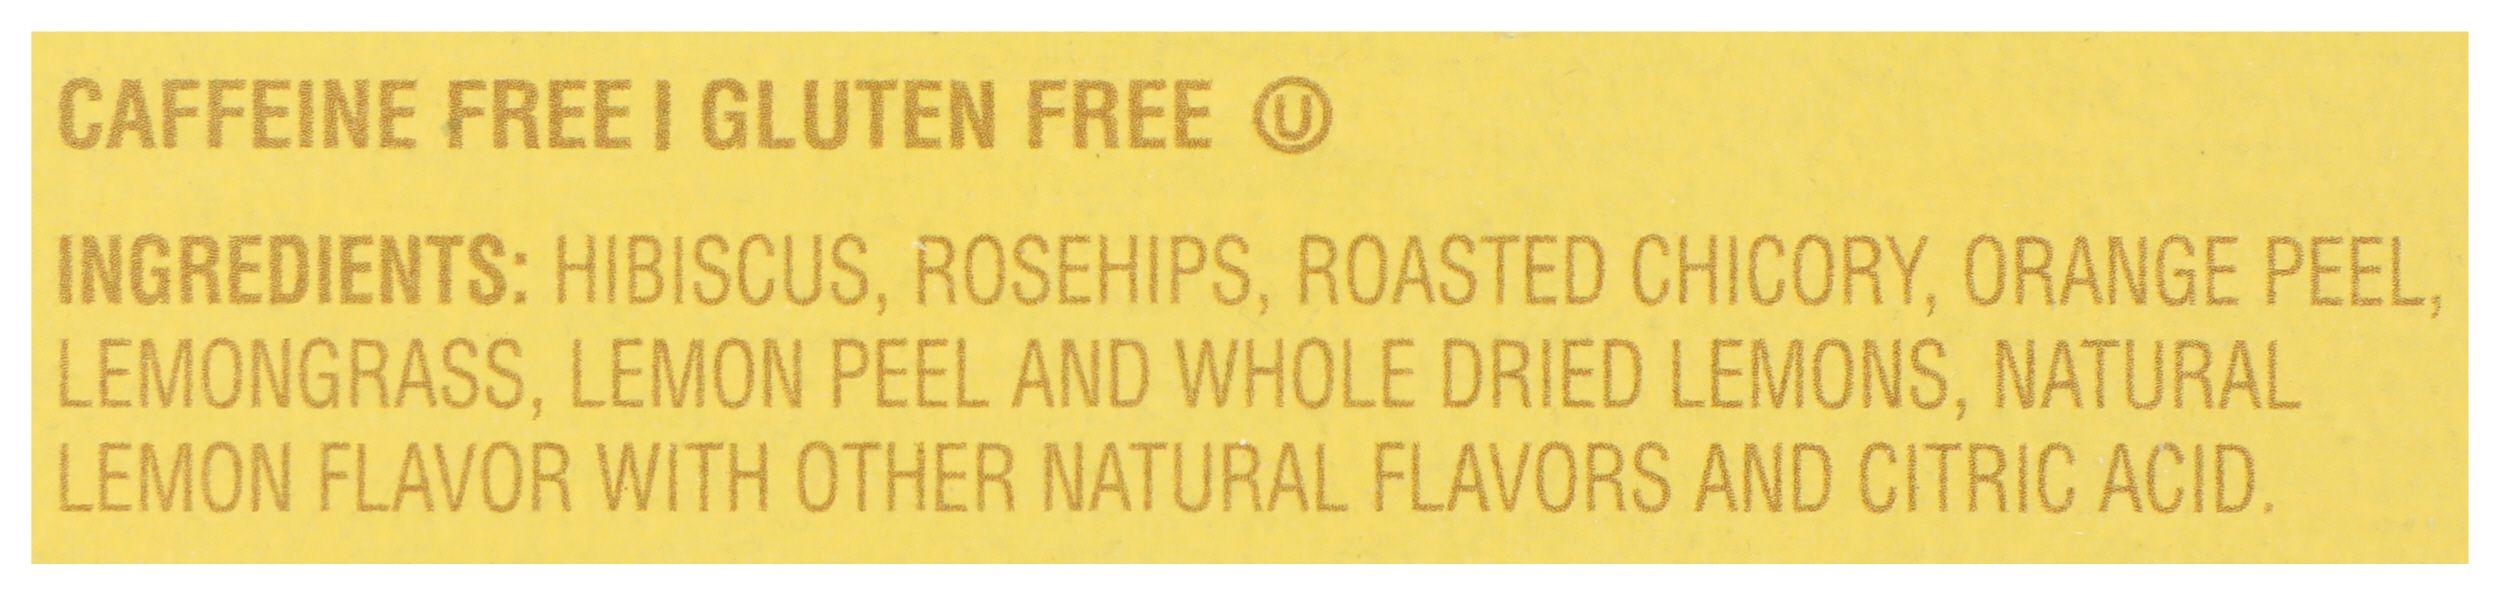 CAFFEINE FREE | GLUTEN FREE Ⓤ
INGREDIENTS: HIBISCUS, ROSEHIPS, ROASTED CHICORY, ORANGE PEEL,
LEMONGRASS, LEMON PEEL AND WHOLE DRIED LEMONS, NATURAL
LEMON FLAVOR WITH OTHER NATURAL FLAVORS AND CITRIC ACID.